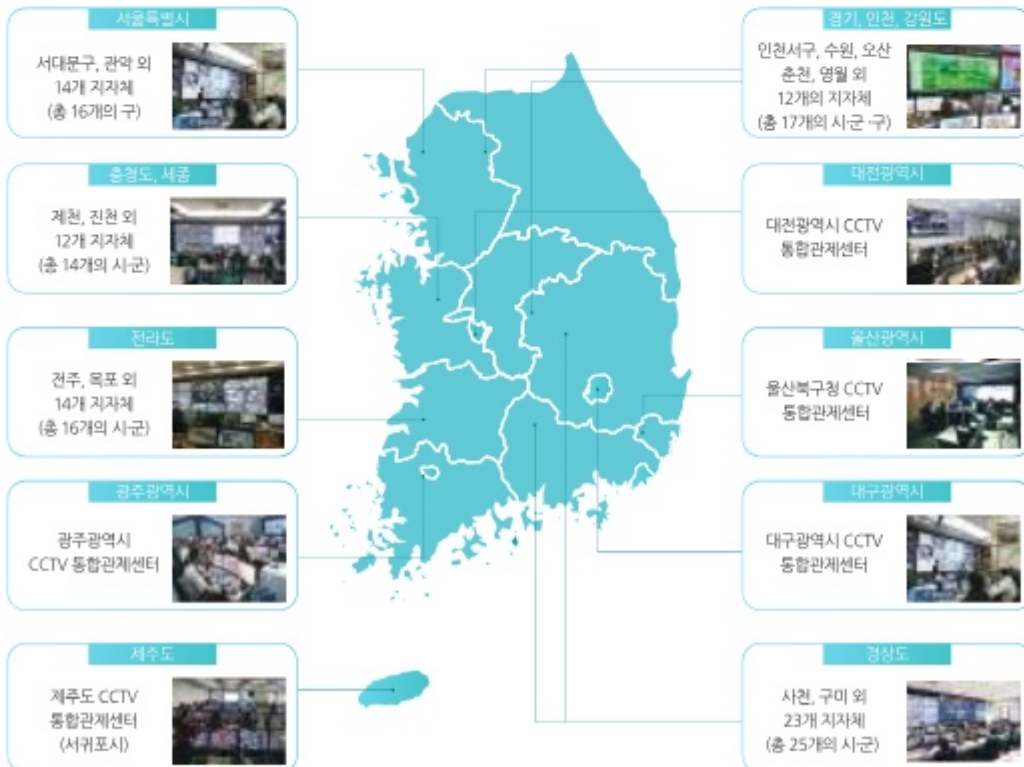 서울특별시
서대문구, 관악 외
14개 지자체
(총 16개의 구)
충청도, 세종
제천, 진천 외
12개 지자체
(총 14개의 시·군)
전라도
전주, 목포 외
14개 지자체
(총 16개의 시·군)
광주광역시
광주광역시
CCTV 통합관제센터
제주도
제주도 CCTV
통합관제센터
(서귀포시)
경기, 인천, 강원도
인천서구, 수원, 오산
춘천, 영월 외
12개의 지자체
(총 17개의 시·군·구)
대전광역시
대전광역시 CCTV
통합관제센터
울산광역시
울산북구청 CCTV
통합관제센터
대구광역시
대구광역시 CCTV
통합관제센터
경상도
사천, 구미 외
23개 지자체
(총 25개의 시·군)